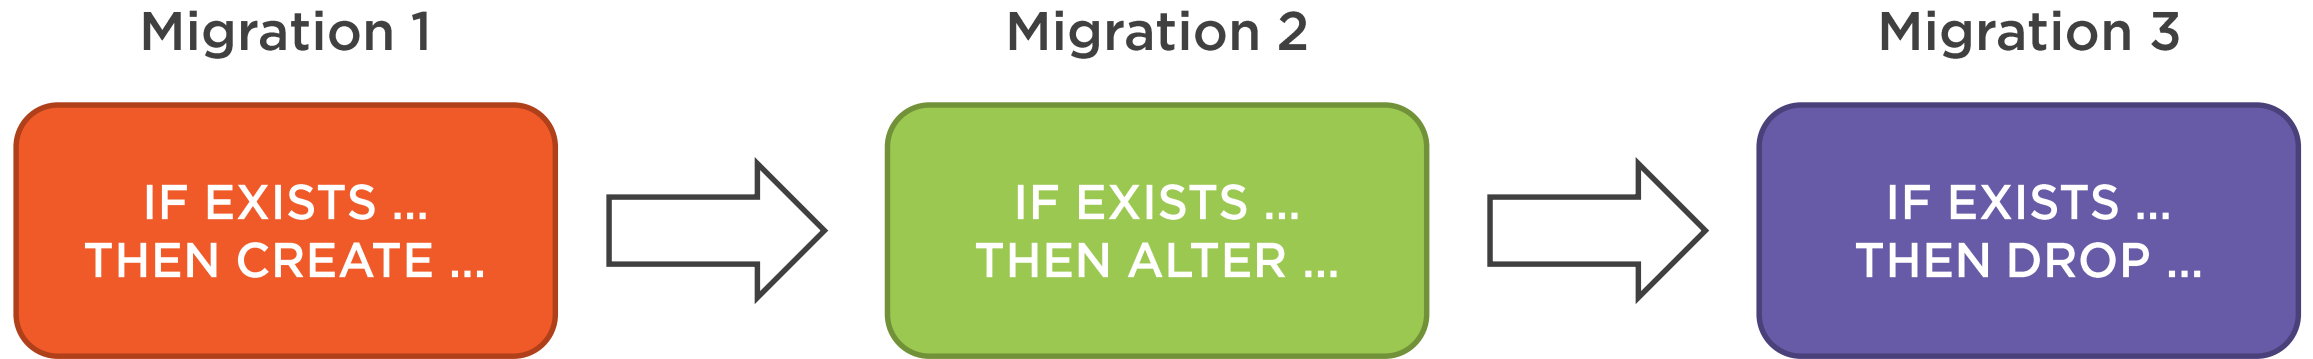 Migration 1
IF EXISTS ...
THEN CREATE ...
Migration 2
IF EXISTS ...
THEN ALTER ...
Migration 3
IF EXISTS ...
THEN DROP ...